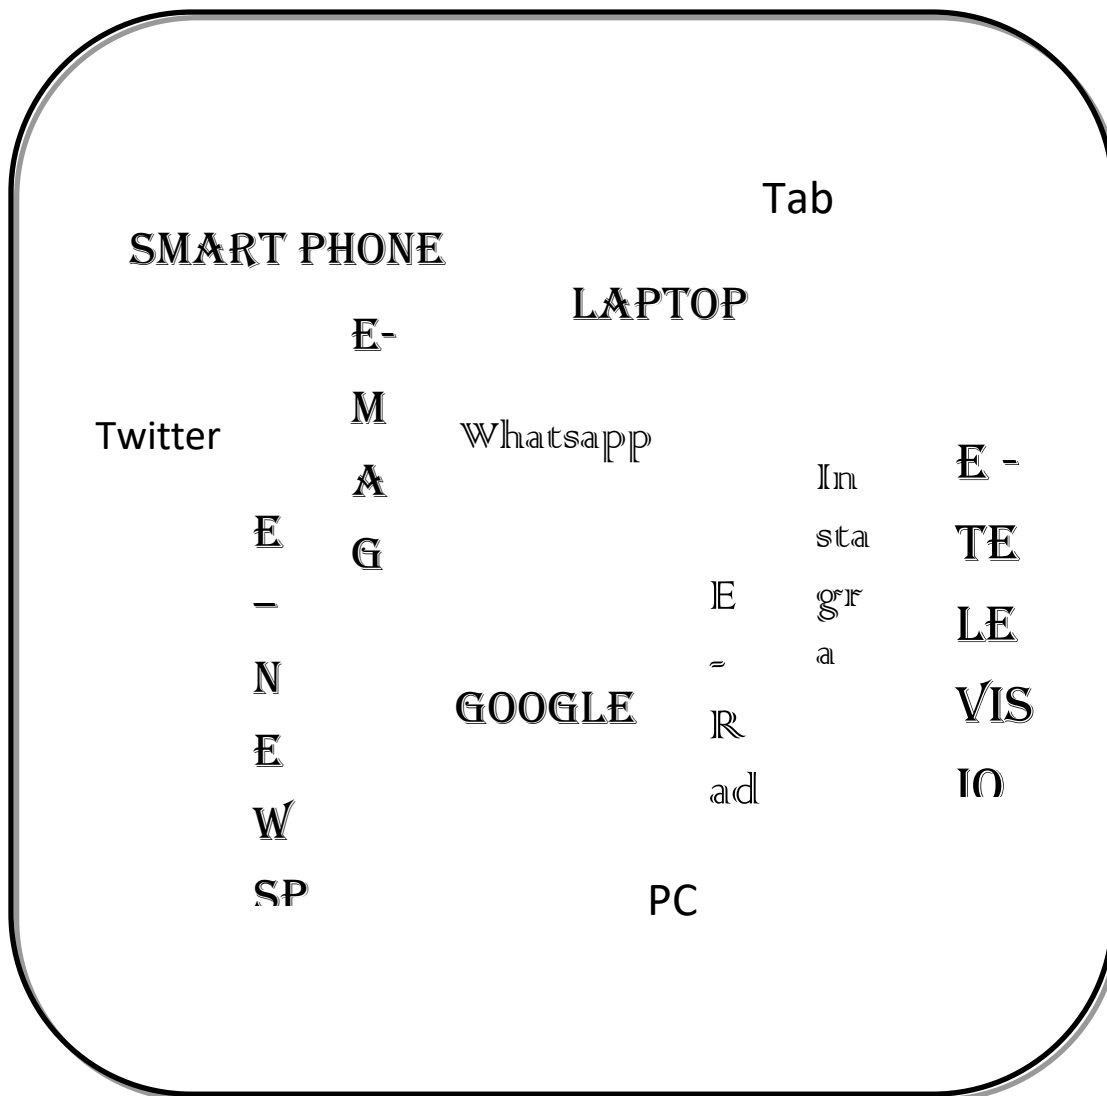 Tab
SMART PHONE
LAPTOP
E-
M
A
G
Twitter
Whatsapp
E
–
N
E
W
SP
GOOGLE
E
-
R
ad
In
sta
gr
a
E -
TE
LE
VIS
IO
PC